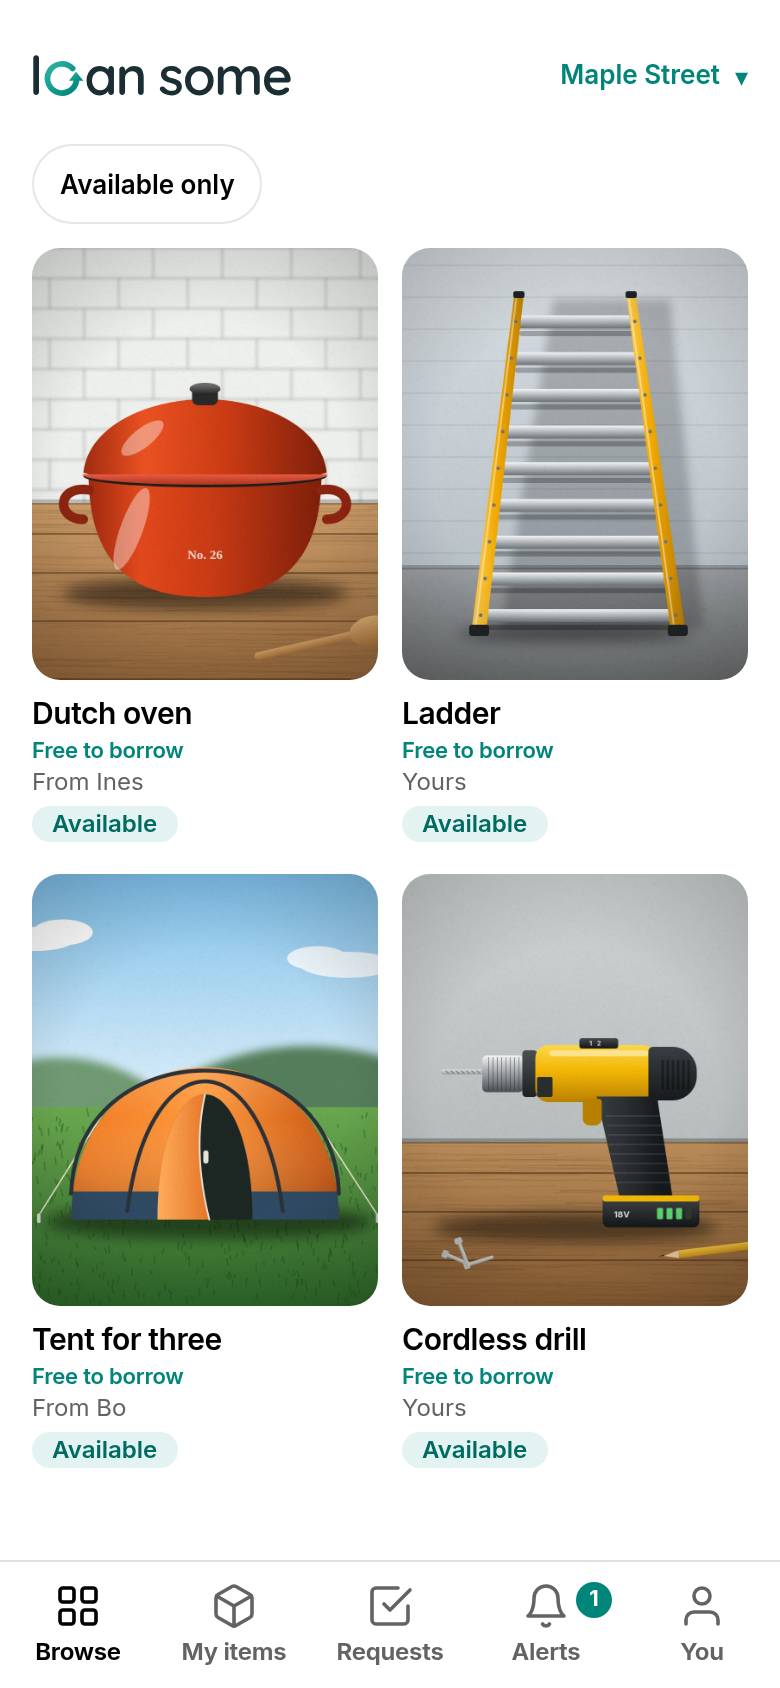 loan some
Maple Street ▼
Available only
No. 26
Dutch oven
Free to borrow
From Ines
Available
Ladder
Free to borrow
Yours
Available
1 2
18V
Tent for three
Free to borrow
From Bo
Available
Cordless drill
Free to borrow
Yours
Available
1
Browse
My items
Requests
Alerts
You